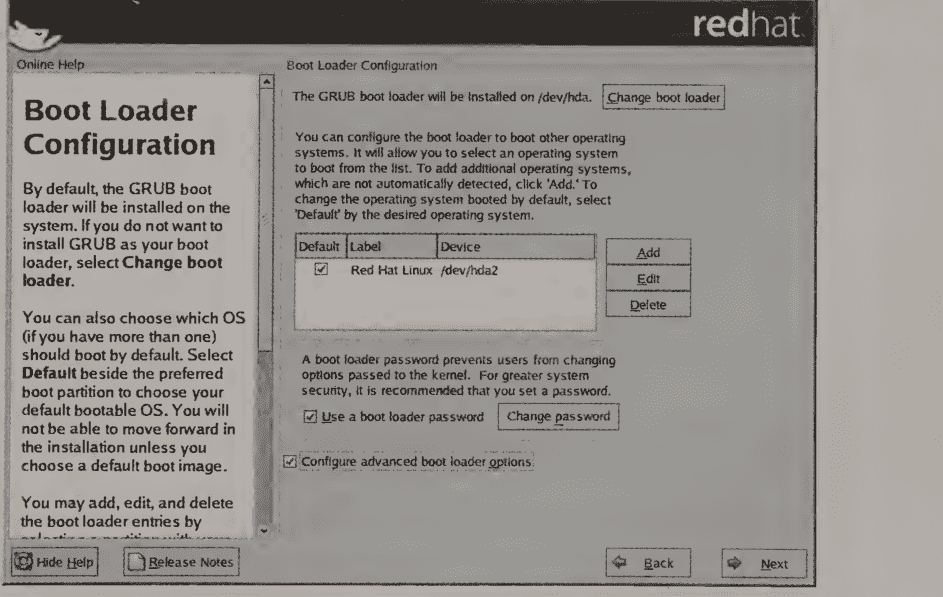 redhat
Online Help
Boot Loader
Configuration
By default, the GRUB boot
loader will be installed on the
system. If you do not want to
install GRUB as your boot
loader, select Change boot
loader.
You can also choose which OS
(if you have more than one)
should boot by default. Select
Default beside the preferred
boot partition to choose your
default bootable OS. You will
not be able to move forward in
the installation unless you
choose a default boot image.
You may add, edit, and delete
the boot loader entries by
Boot Loader Configuration
The GRUB boot loader will be installed on /dev/hda. Change boot loader
You can configure the boot loader to boot other operating
systems. It will allow you to select an operating system
to boot from the list. To add additional operating systems,
which are not automatically detected, click 'Add.' To
change the operating system booted by default, select
'Default' by the desired operating system.
Default Label Device
Red Hat Linux /dev/hda2
Add
Edit
Delete
A boot loader password prevents users from changing
options passed to the kernel. For greater system
security, it is recommended that you set a password.
Use a boot loader password Change password
Configure advanced boot loader options
Hide Help Release Notes Back Next